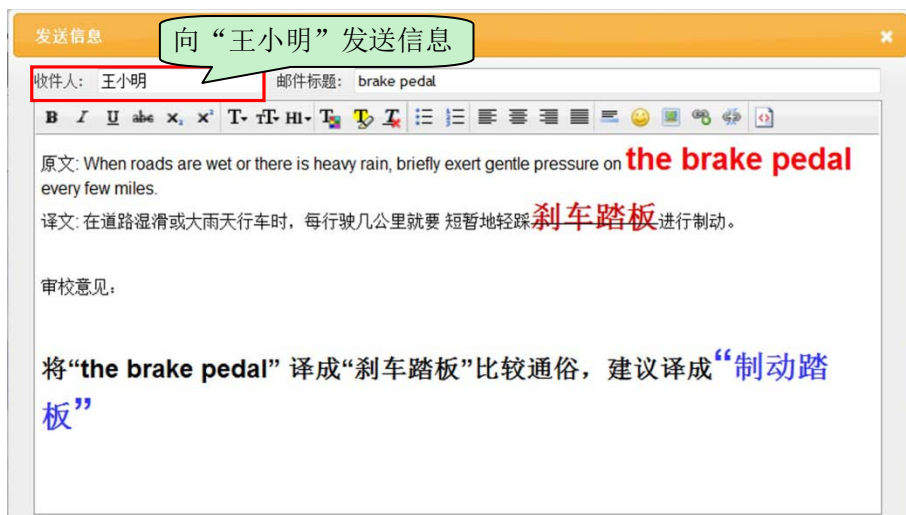 发送信息
向“王小明”发送信息
收件人: 王小明 邮件标题: brake pedal
B I U abc x₂ x² T T H1 T T T
原文: When roads are wet or there is heavy rain, briefly exert gentle pressure on the brake pedal
every few miles.
译文: 在道路湿滑或大雨天行车时，每行驶几公里就要 短暂地轻踩刹车踏板进行制动。
审校意见：
将“the brake pedal” 译成“刹车踏板”比较通俗，建议译成“制动踏
板”